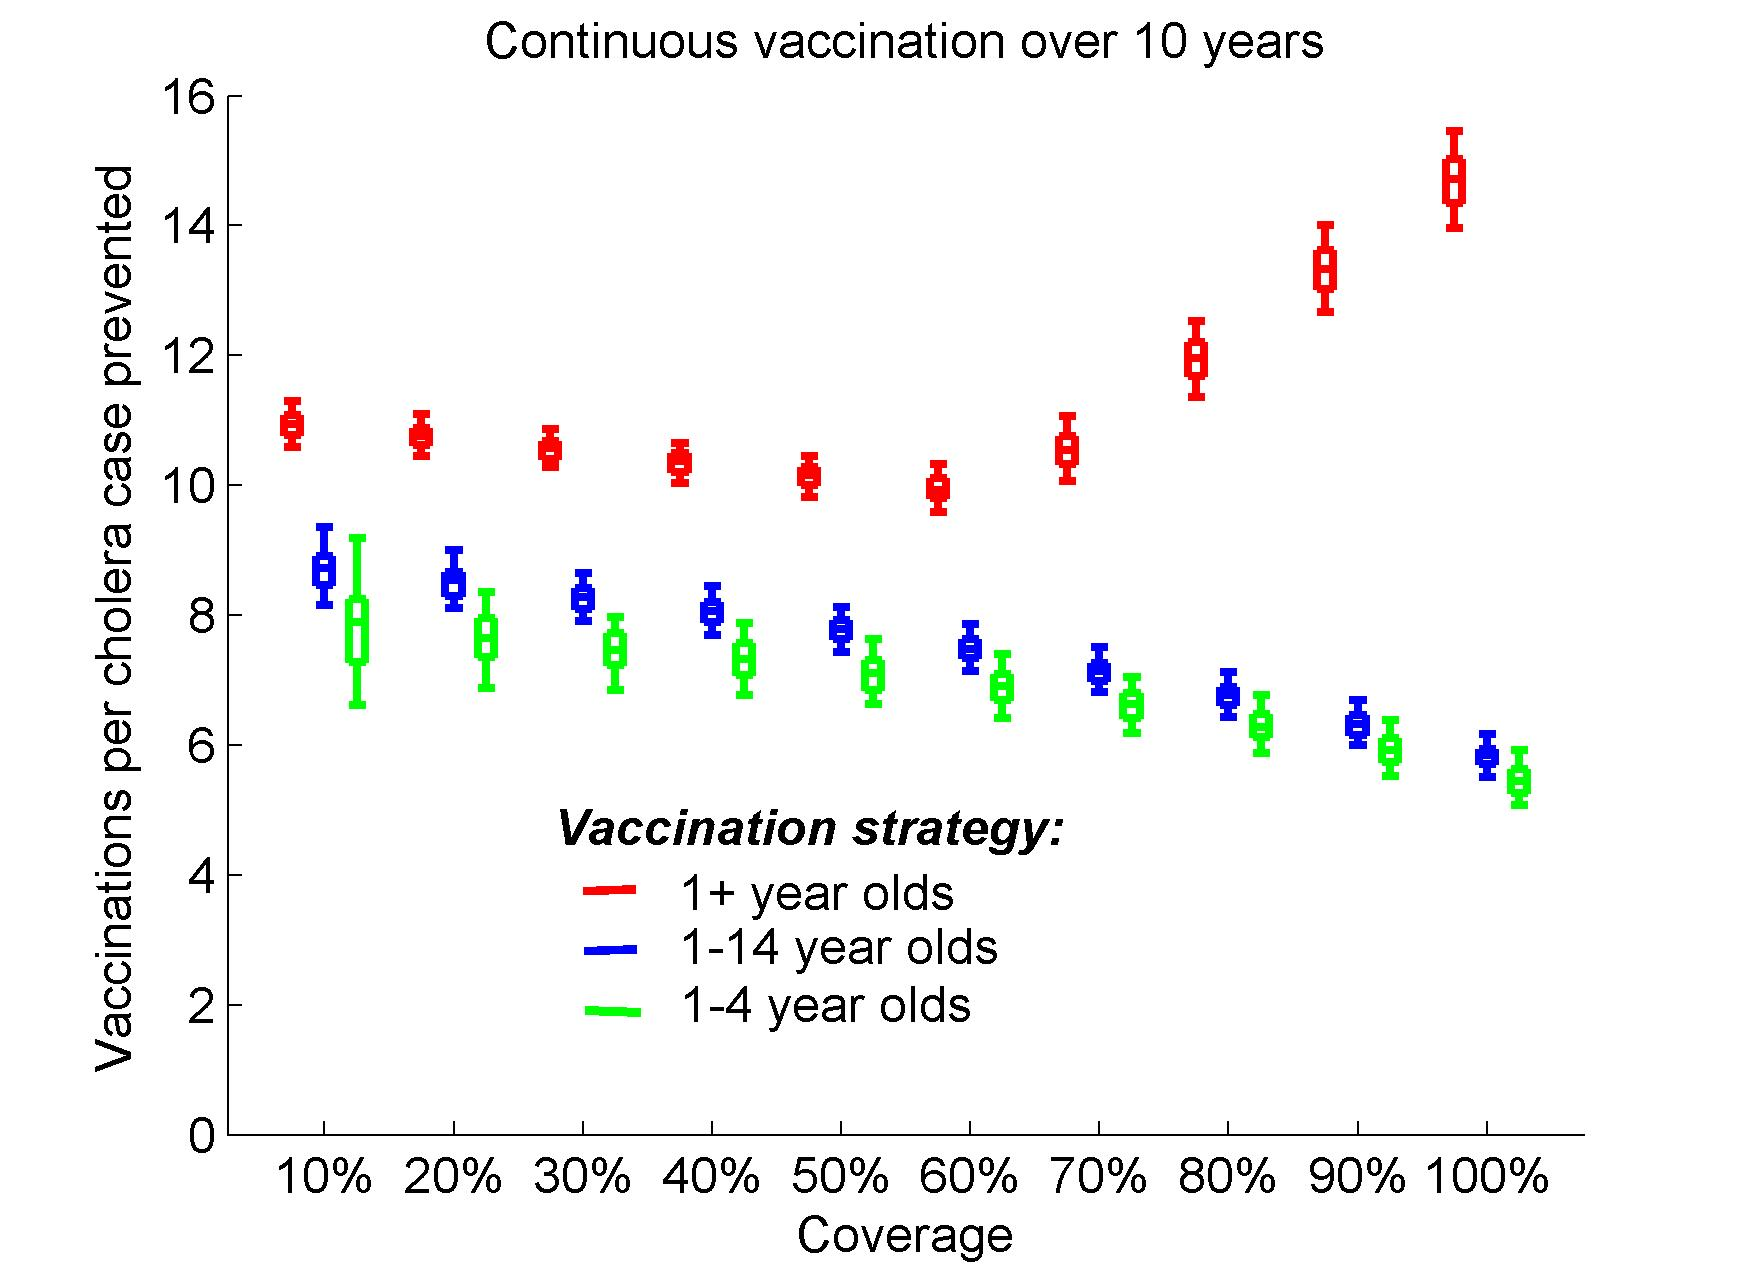 Continuous vaccination over 10 years
16
14
12
10
8
6
4
2
0
Vaccinations per cholera case prevented
Vaccination strategy:
1+ year olds
1-14 year olds
1-4 year olds
10% 20% 30% 40% 50% 60% 70% 80% 90% 100%
Coverage